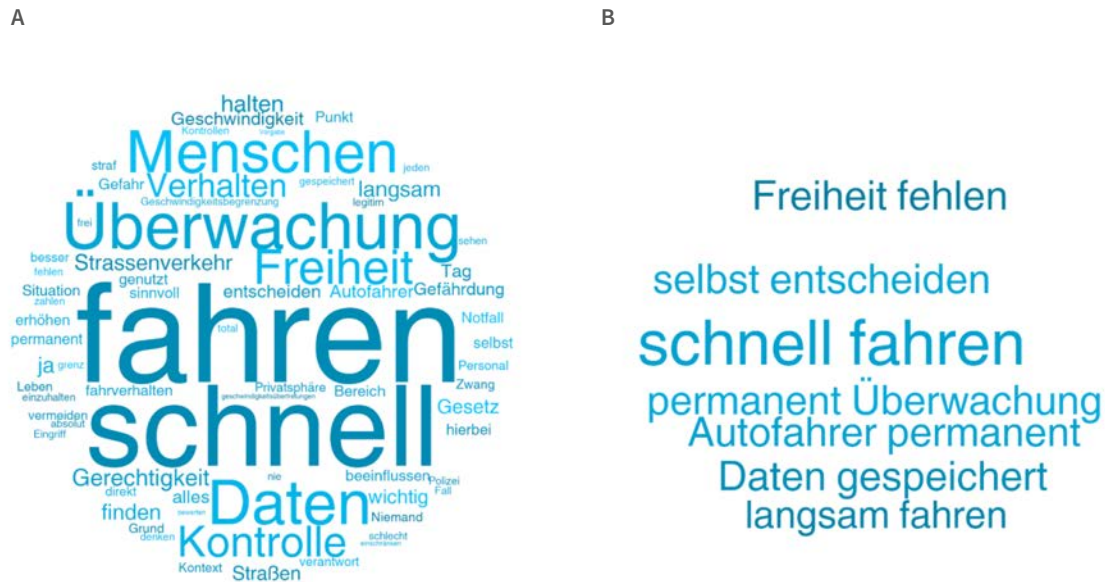 A
B
halten
Geschwindigkeit Punkt
Kontrollen Vorgabe
Menschen
straf jeden
Gefahr Verhalten gespeichert langsam
Geschwindigkeitsbegrenzung legitim
frei Überwachung sehen
besser Strassenverkehr Freiheit Tag
fehlen genutzt
Situation sinnvoll entscheiden Autofahrer Gefährdung
zahlen
erhöhen fahren Notfall
total
permanent selbst
ja grenz Personal
Leben fahrverhalten Privatsphäre Bereich Zwang
einzuhalten geschwindigkeitsübertretungen
vermeiden schnell Gesetz
absolut
Eingriff hierbei
Gerechtigkeit nie beeinflussen Polizei
direkt alles Daten wichtig Fall
finden bewerten Niemand
Grund
denken Kontrolle schlecht
einschränken
verantwort
Kontext Straßen
Freiheit fehlen
selbst entscheiden
schnell fahren
permanent Überwachung
Autofahrer permanent
Daten gespeichert
langsam fahren